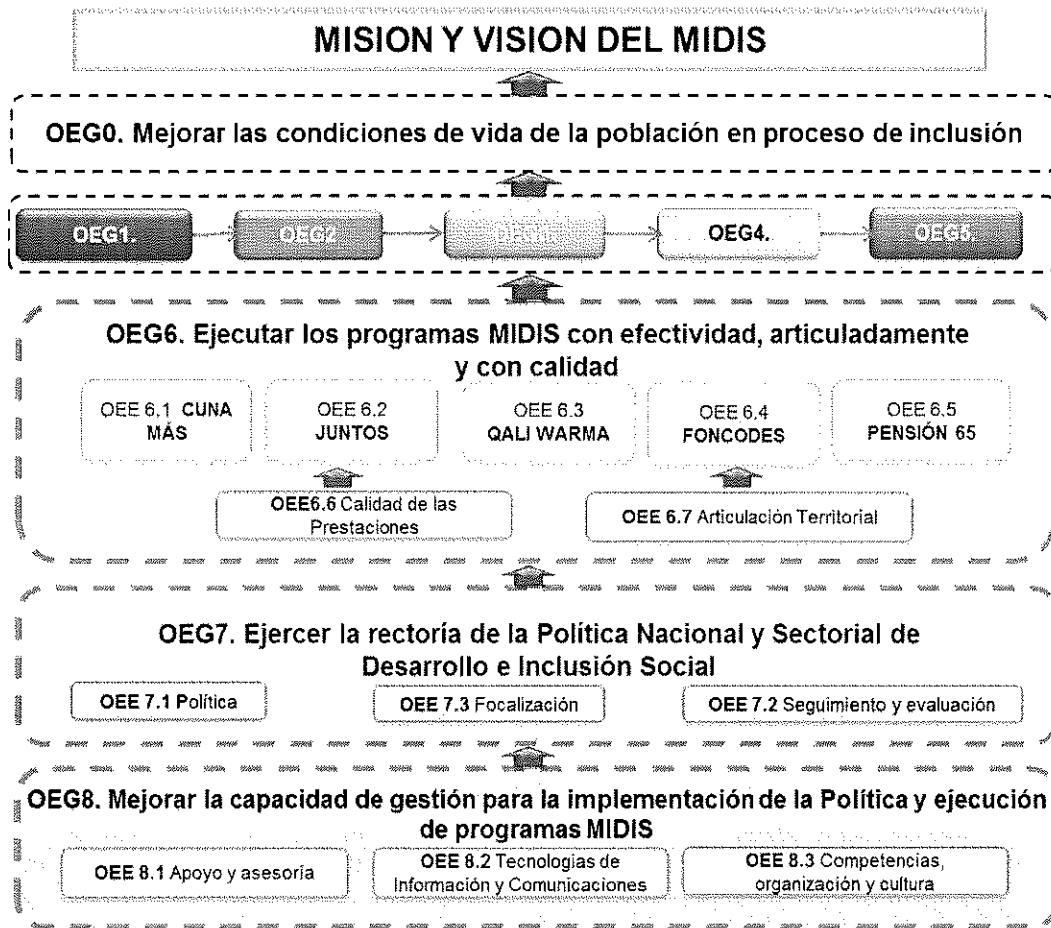 MISION Y VISION DEL MIDIS
OEG0. Mejorar las condiciones de vida de la población en proceso de inclusión
OEG1.
OEG2
OEG3.
OEG4.
OEG5.
OEG6. Ejecutar los programas MIDIS con efectividad, articuladamente
y con calidad
OEE 6.1 CUNA
MÁS
OEE 6.2
JUNTOS
OEE 6.3
QALI WARMA
OEE 6.4
FONCODES
OEE 6.5
PENSIÓN 65
OEE6.6 Calidad de las
Prestaciones
OEE 6.7 Articulación Territorial
OEG7. Ejercer la rectoría de la Política Nacional y Sectorial de
Desarrollo e Inclusión Social
OEE 7.1 Política
OEE 7.3 Focalización
OEE 7.2 Seguimiento y evaluación
OEG8. Mejorar la capacidad de gestión para la implementación de la Política y ejecución
de programas MIDIS
OEE 8.1 Apoyo y asesoría
OEE 8.2 Tecnologías de
Información y Comunicaciones
OEE 8.3 Competencias,
organización y cultura